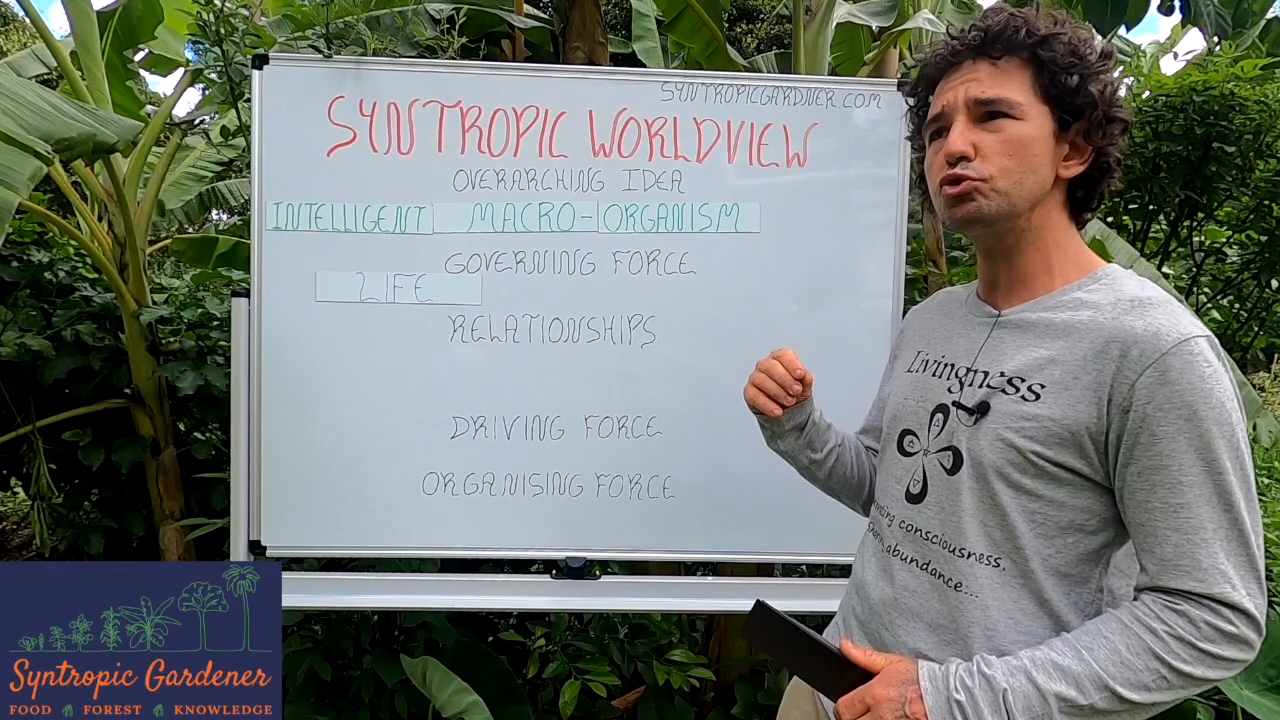 SYNTROPICGARDNER.COM
SYNTROPIC WORLDVIEW
OVERARCHING IDEA
INTELLIGENT MACRO-ORGANISM
GOVERNING FORCE
LIFE
RELATIONSHIPS
DRIVING FORCE
ORGANISING FORCE
Livingness
consciousness,
abundance...
Syntropic Gardener
FOOD FOREST KNOWLEDGE